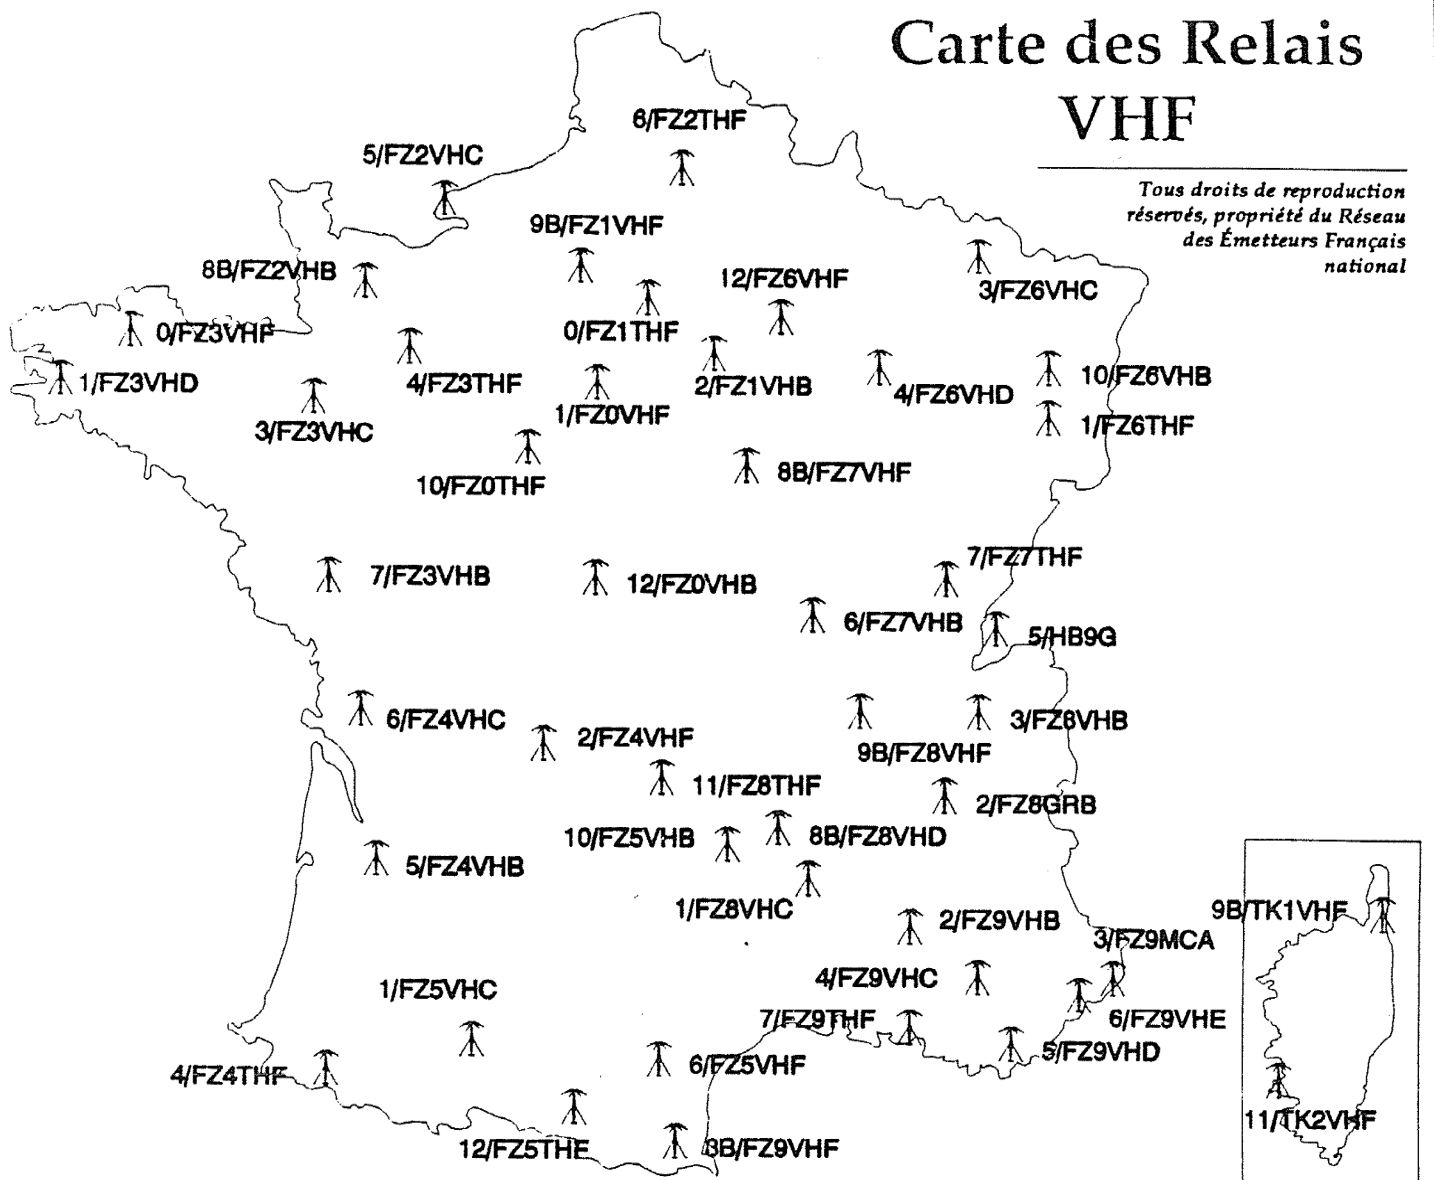 Carte des Relais
VHF
Tous droits de reproduction
réservés, propriété du Réseau
des Émetteurs Français
national
6/FZ2THF
5/FZ2VHC
9B/FZ1VHF
8B/FZ2VHB
12/FZ6VHF
3/FZ6VHC
0/FZ3VHF
0/FZ1THF
1/FZ3VHD
4/FZ3THF
2/FZ1VHB
4/FZ6VHD
10/FZ6VHB
1/FZ0VHF
3/FZ3VHC
1/FZ6THF
10/FZ0THF
8B/FZ7VHF
7/FZ7THF
7/FZ3VHB
12/FZ0VHB
6/FZ7VHB
5/HB9G
6/FZ4VHC
2/FZ4VHF
3/FZ8VHB
9B/FZ8VHF
11/FZ8THF
2/FZ8GRB
10/FZ5VHB
8B/FZ8VHD
5/FZ4VHB
1/FZ8VHC
2/FZ9VHB
9B/TK1VHF
3/FZ9MCA
4/FZ9VHC
1/FZ5VHC
7/FZ9THF
6/FZ9VHE
5/FZ9VHD
6/FZ5VHF
4/FZ4THF
11/TK2VHF
12/FZ5THE
3B/FZ9VHF